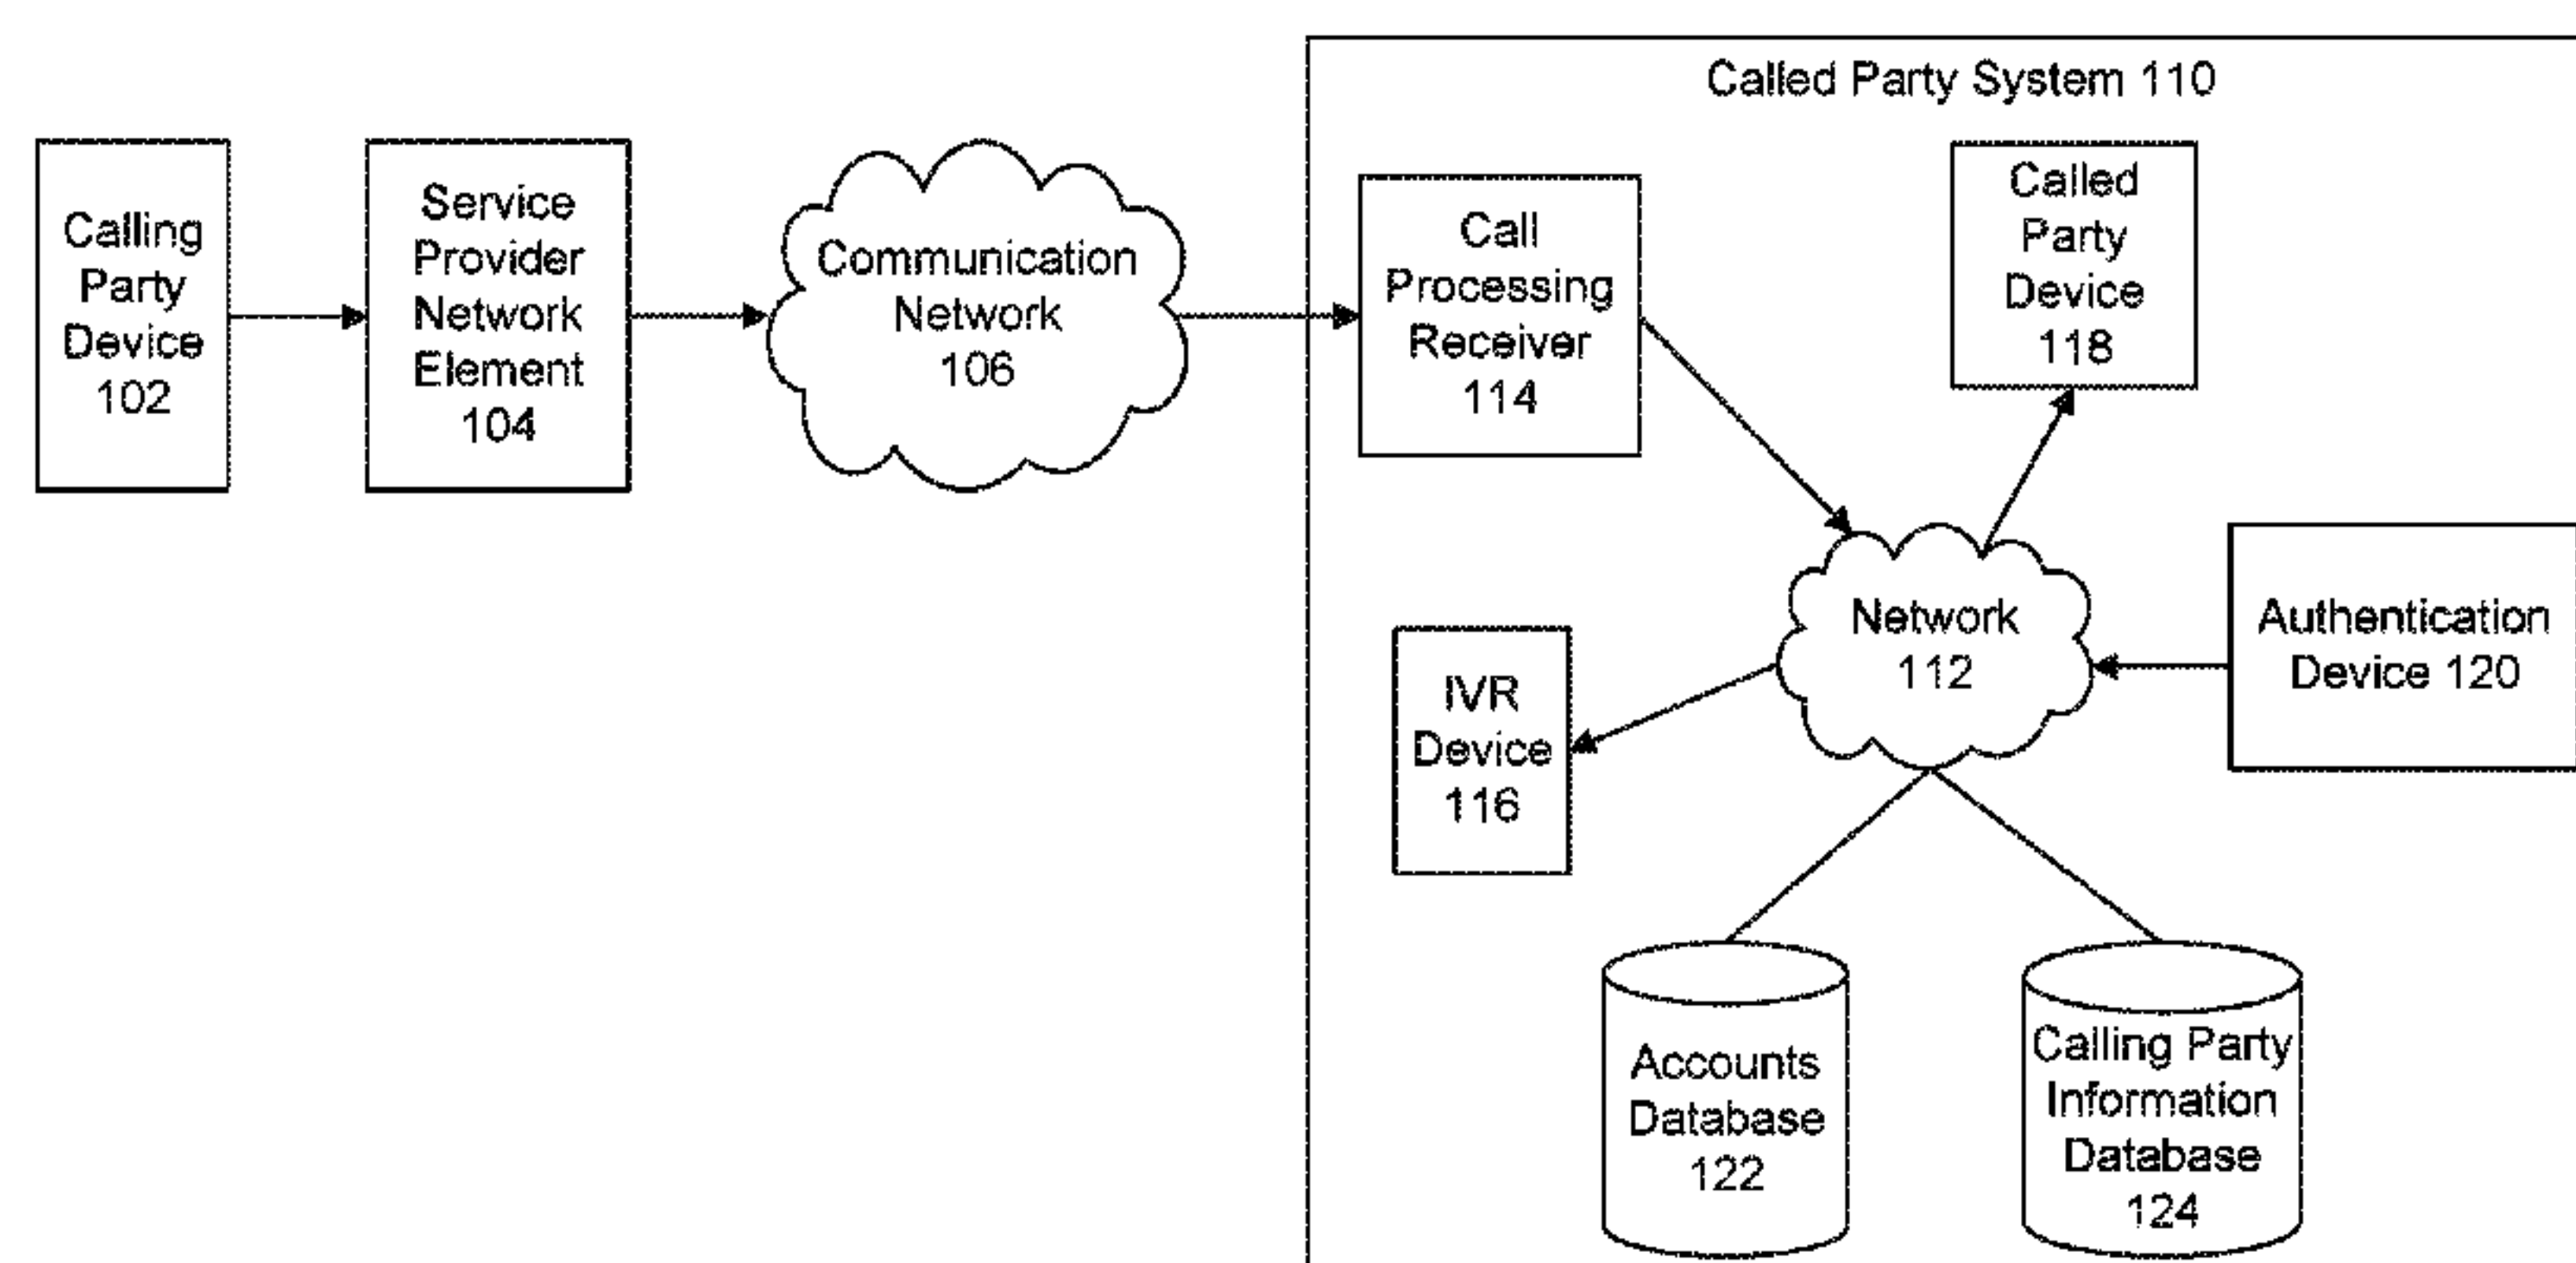 Called Party System 110
Calling
Party
Device
102
Service
Provider
Network
Element
104
Communication
Network
106
Call
Processing
Receiver
114
Called
Party
Device
118
Network
112
Authentication
Device 120
IVR
Device
116
Accounts
Database
122
Calling Party
Information
Database
124